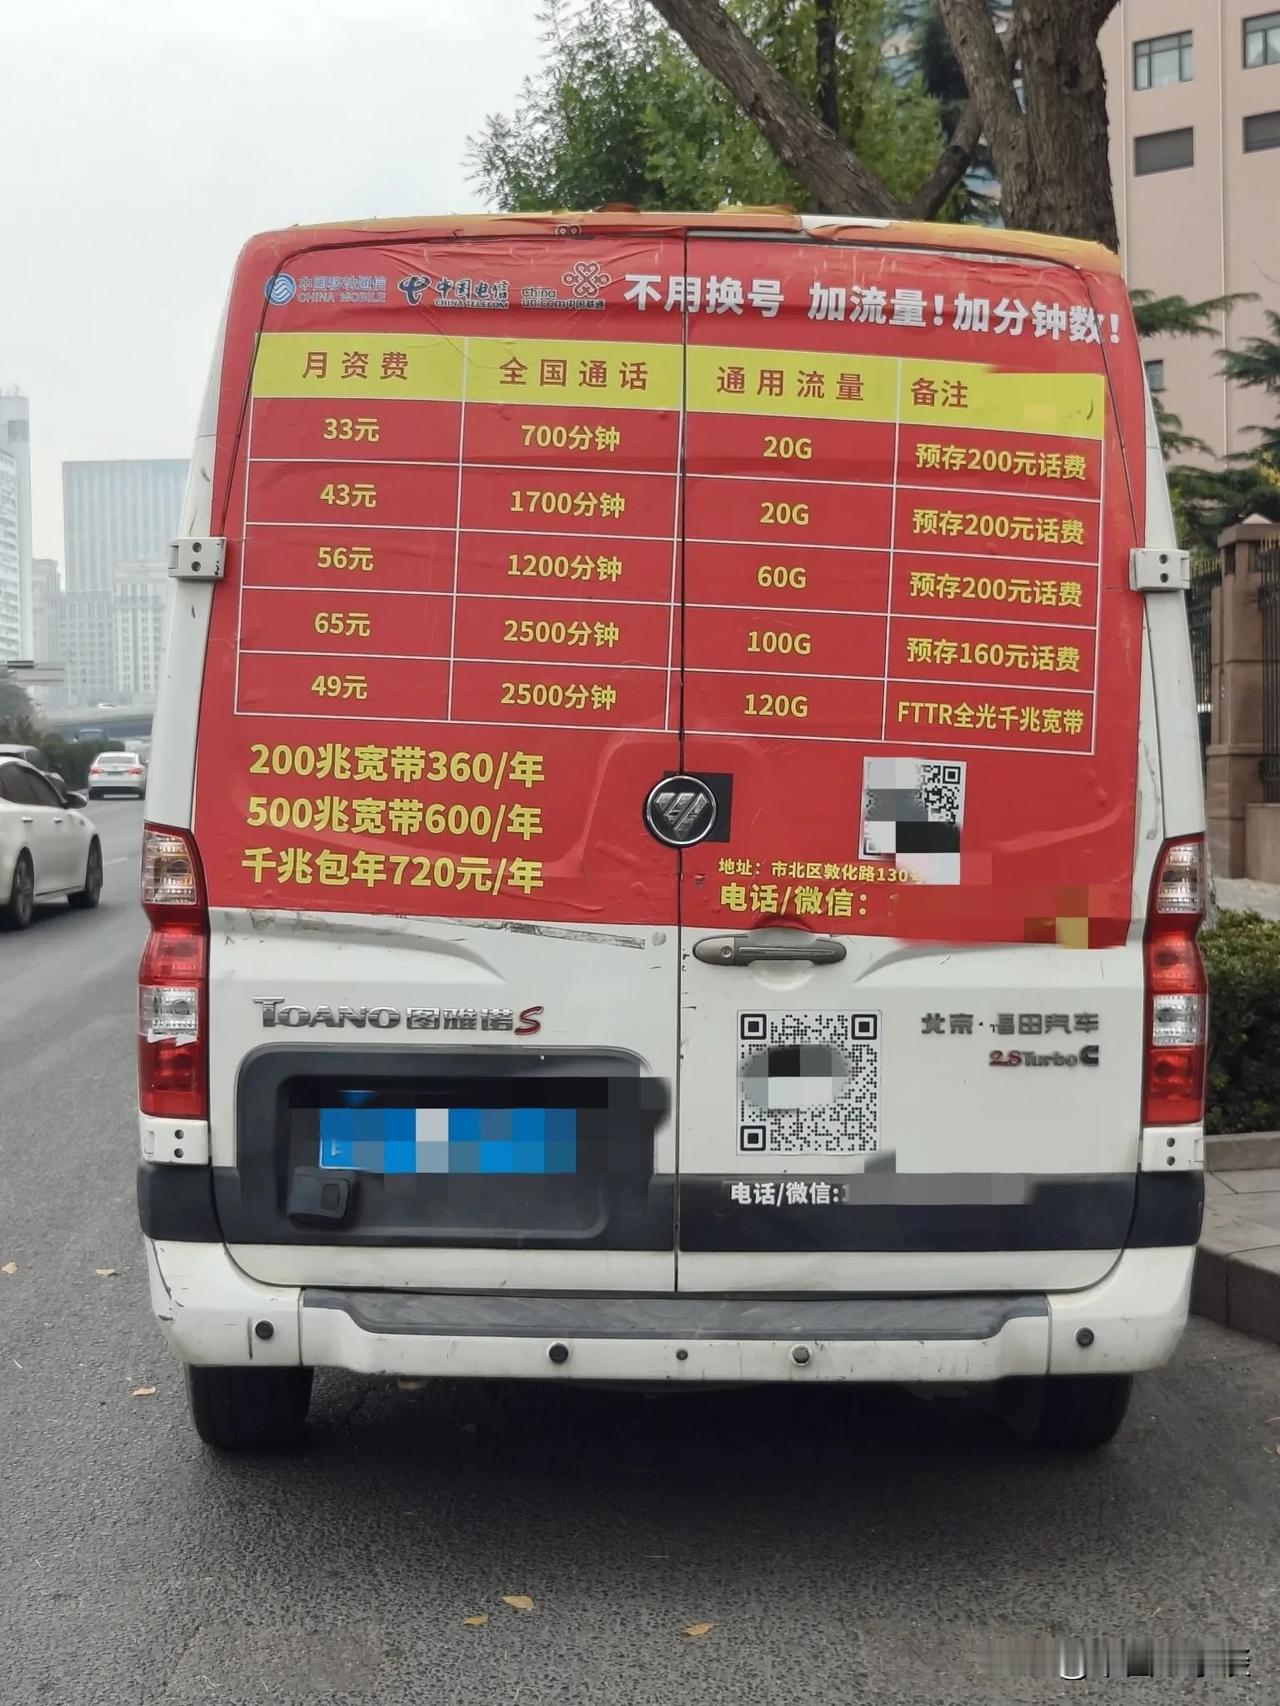 中国移动通信
CHINA MOBILE
中国电信
CHINA TELECOM
China
unicom中国联通
不用换号 加流量！加分钟数！
月资费 全国通话 通用流量 备注
33元 700分钟 20G 预存200元话费
43元 1700分钟 20G 预存200元话费
56元 1200分钟 60G 预存200元话费
65元 2500分钟 100G 预存160元话费
49元 2500分钟 120G FTTR全光千兆宽带
200兆宽带360/年
500兆宽带600/年
千兆包年720元/年
地址：市北区敦化路130号
电话/微信：
TOANO 图雅诺S
北京·福田汽车
2.8TurboC
电话/微信:1